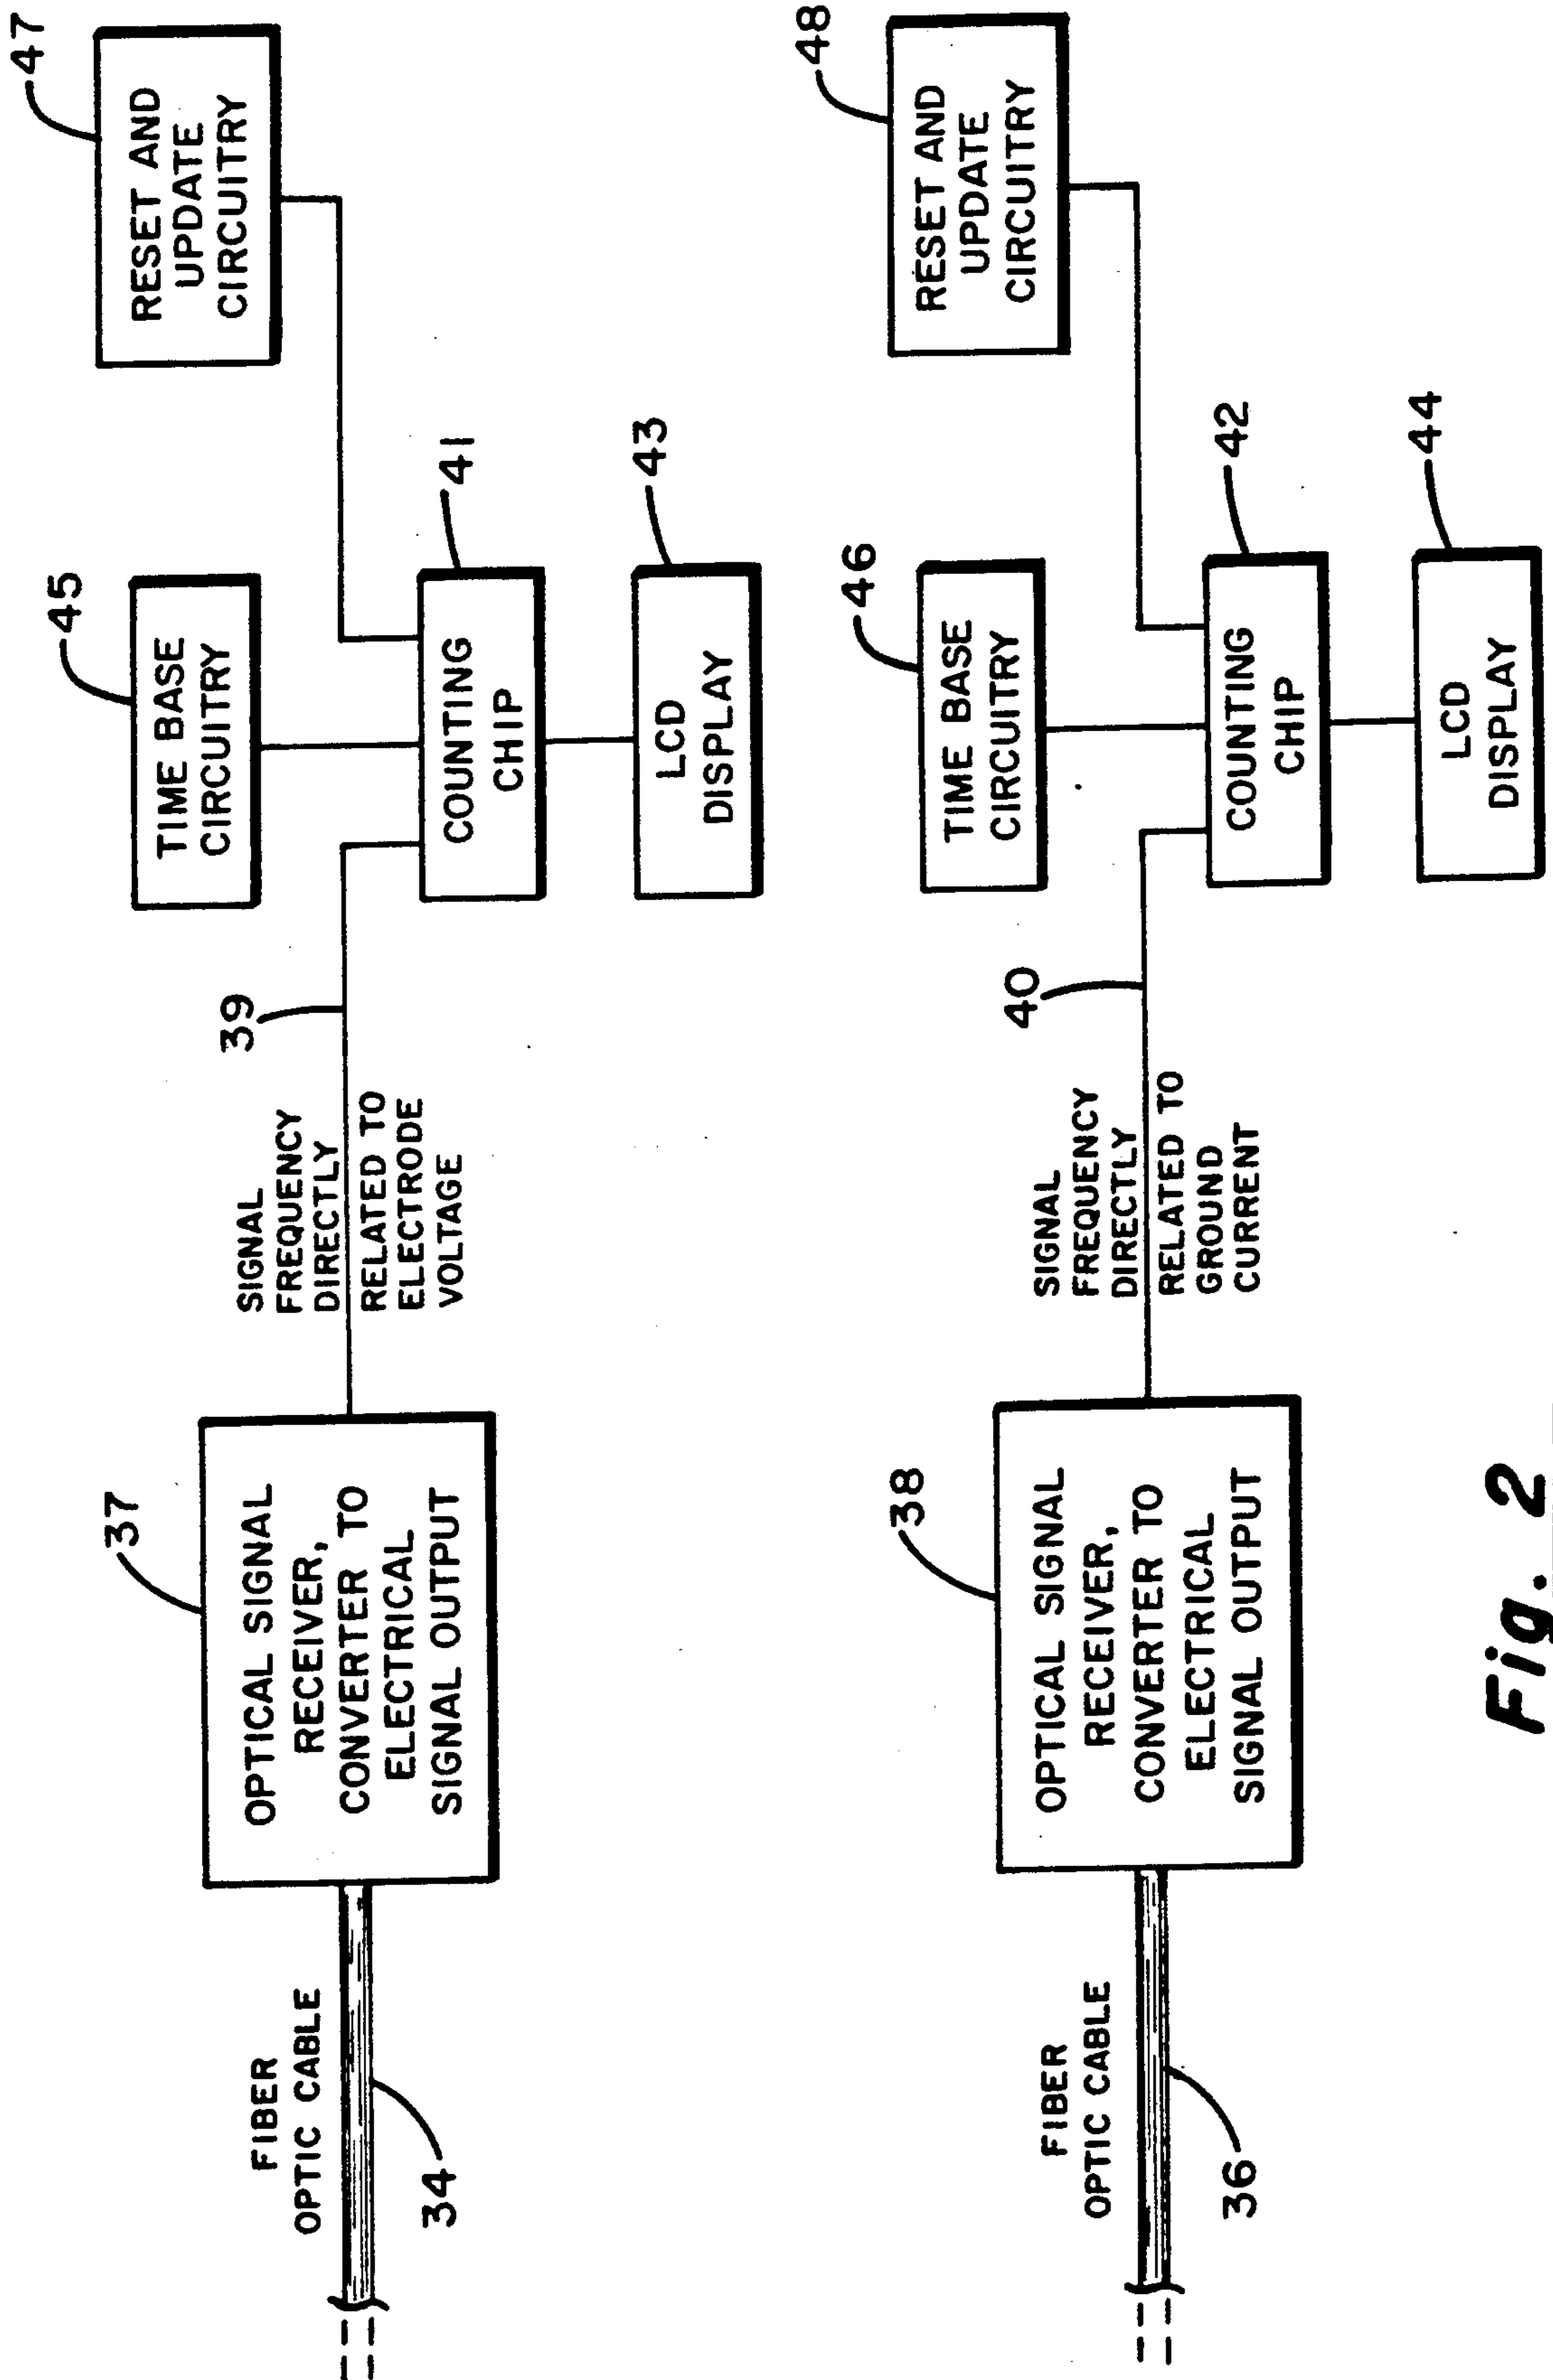 47
RESET AND
UPDATE
CIRCUITRY
45
TIME BASE
CIRCUITRY
41
COUNTING
CHIP
43
LCD
DISPLAY
39
SIGNAL
FREQUENCY
DIRECTLY
RELATED TO
ELECTRODE
VOLTAGE
37
OPTICAL SIGNAL
RECEIVER,
CONVERTER TO
ELECTRICAL
SIGNAL OUTPUT
FIBER
OPTIC CABLE
34
48
RESET AND
UPDATE
CIRCUITRY
46
TIME BASE
CIRCUITRY
42
COUNTING
CHIP
44
LCD
DISPLAY
40
SIGNAL
FREQUENCY
DIRECTLY
RELATED TO
GROUND
CURRENT
38
OPTICAL SIGNAL
RECEIVER,
CONVERTER TO
ELECTRICAL
SIGNAL OUTPUT
FIBER
OPTIC CABLE
36
Fig. 2